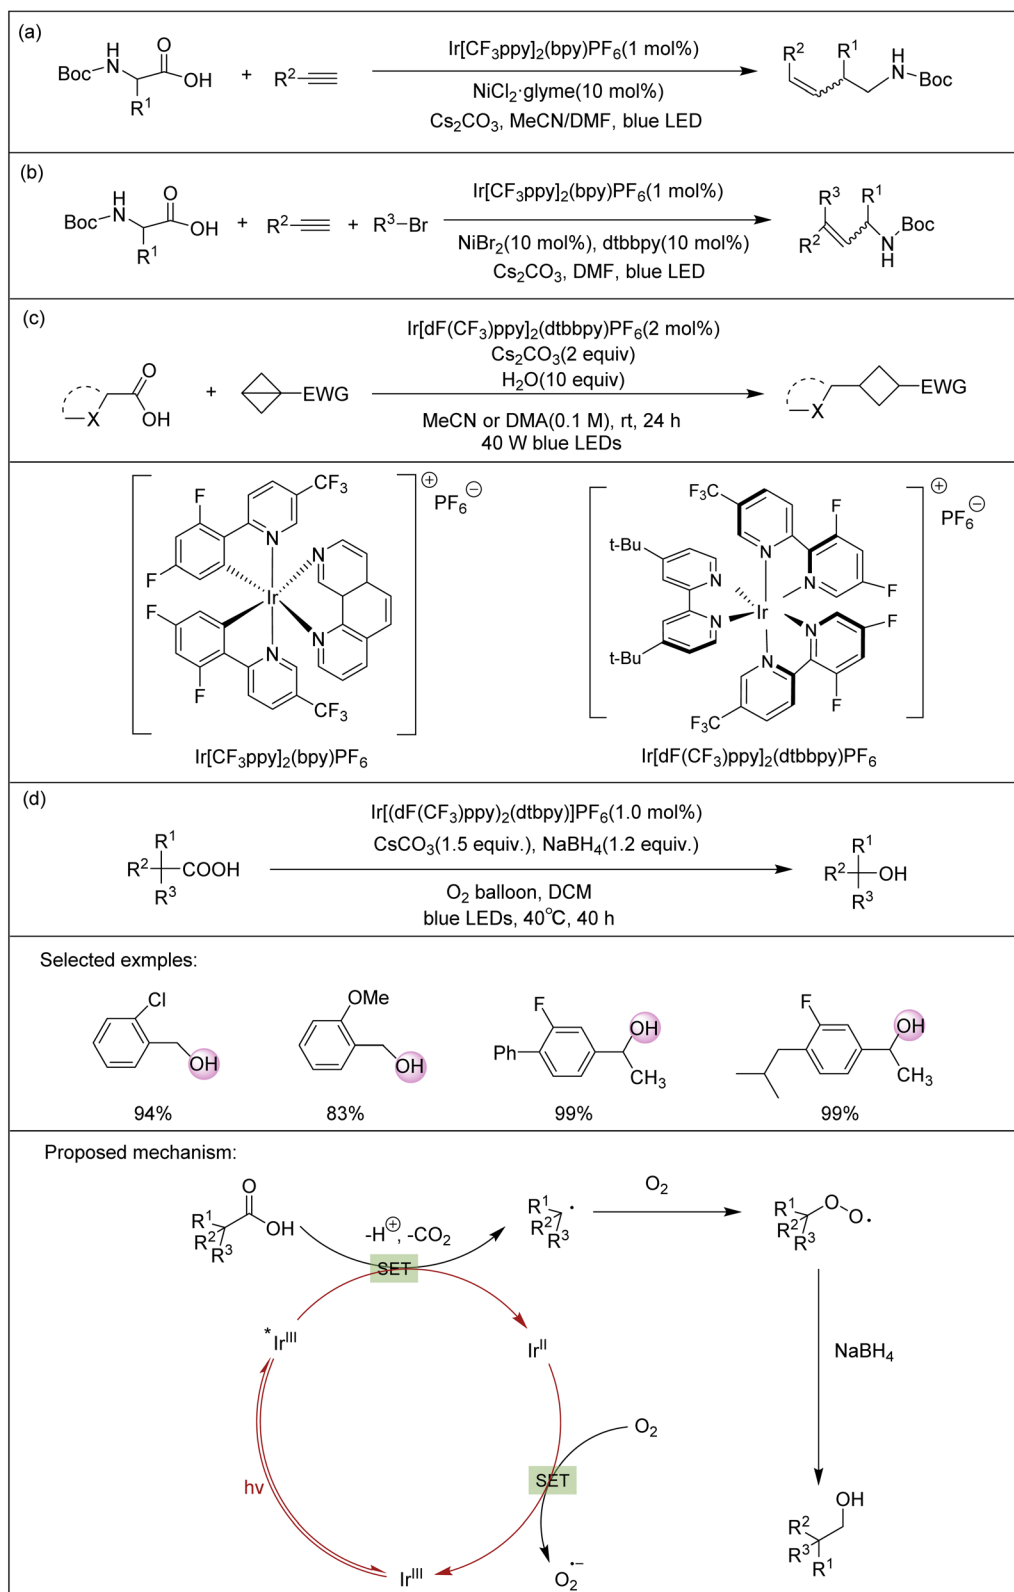 (a)
Boc
H
N
O
OH
R¹
+
R²
Ir[CF₃ppy]₂(bpy)PF₆(1 mol%)
NiCl₂·glyme(10 mol%)
Cs₂CO₃, MeCN/DMF, blue LED
R²
R¹
H
N
Boc
(b)
Boc
H
N
O
OH
R¹
+
R²
+ R³–Br
Ir[CF₃ppy]₂(bpy)PF₆(1 mol%)
NiBr₂(10 mol%), dtbbpy(10 mol%)
Cs₂CO₃, DMF, blue LED
R³
R¹
R²
N
H
Boc
(c)
O
X
OH
+
EWG
Ir[dF(CF₃)ppy]₂(dtbbpy)PF₆(2 mol%)
Cs₂CO₃(2 equiv)
H₂O(10 equiv)
MeCN or DMA(0.1 M), rt, 24 h
40 W blue LEDs
X
EWG
F
CF₃
F
N
N
Ir
F
N
N
F
CF₃
⊕
PF₆⊖
Ir[CF₃ppy]₂(bpy)PF₆
F₃C
F
t-Bu
N
N
N
F
Ir
N
N
N
F
t-Bu
F
F₃C
⊕
PF₆⊖
Ir[dF(CF₃)ppy]₂(dtbbpy)PF₆
(d)
R¹
R²
COOH
R³
Ir[(dF(CF₃)ppy)₂(dtbpy)]PF₆(1.0 mol%)
CsCO₃(1.5 equiv.), NaBH₄(1.2 equiv.)
O₂ balloon, DCM
blue LEDs, 40°C, 40 h
R¹
R²
OH
R³
Selected exmples:
Cl
OH
94%
OMe
OH
83%
F
Ph
OH
CH₃
99%
F
OH
CH₃
99%
Proposed mechanism:
O
R¹
R²
R³
OH
-H⊕, -CO₂
SET
R¹
R²
R³
•
O₂
R¹
R²
R³
O
O•
*Irᴵᴵᴵ
Irᴵᴵ
NaBH₄
O₂
hv
SET
Irᴵᴵᴵ
O₂•−
OH
R²
R³
R¹